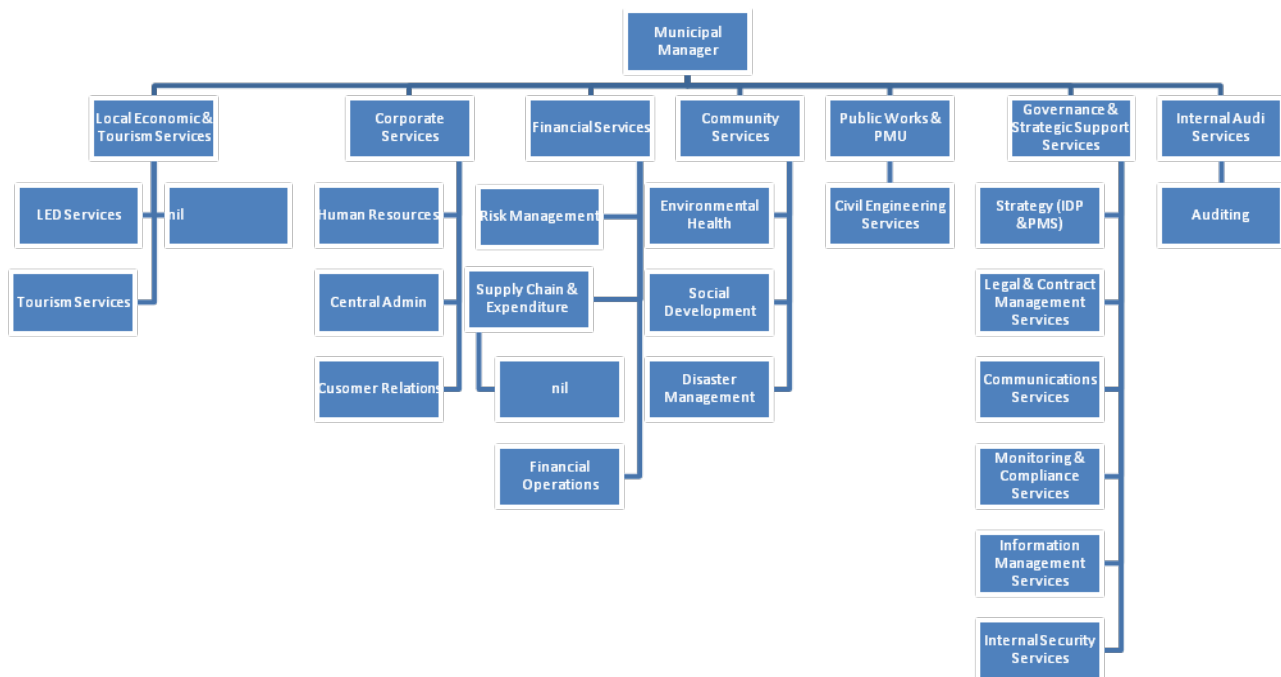 Municipal
Manager
Local Economic &
Tourism Services
Corporate
Services
Financial Services
Community
Services
Public Works &
PMU
Governance &
Strategic Support
Services
Internal Audi
Services
LED Services
nil
Human Resources
Risk Management
Environmental
Health
Civil Engineering
Services
Strategy (IDP
&PMS)
Auditing
Tourism Services
Central Admin
Supply Chain &
Expenditure
Social
Development
Legal & Contract
Management
Services
Cusomer Relations
nil
Disaster
Management
Communications
Services
Financial
Operations
Monitoring &
Compliance
Services
Information
Management
Services
Internal Security
Services